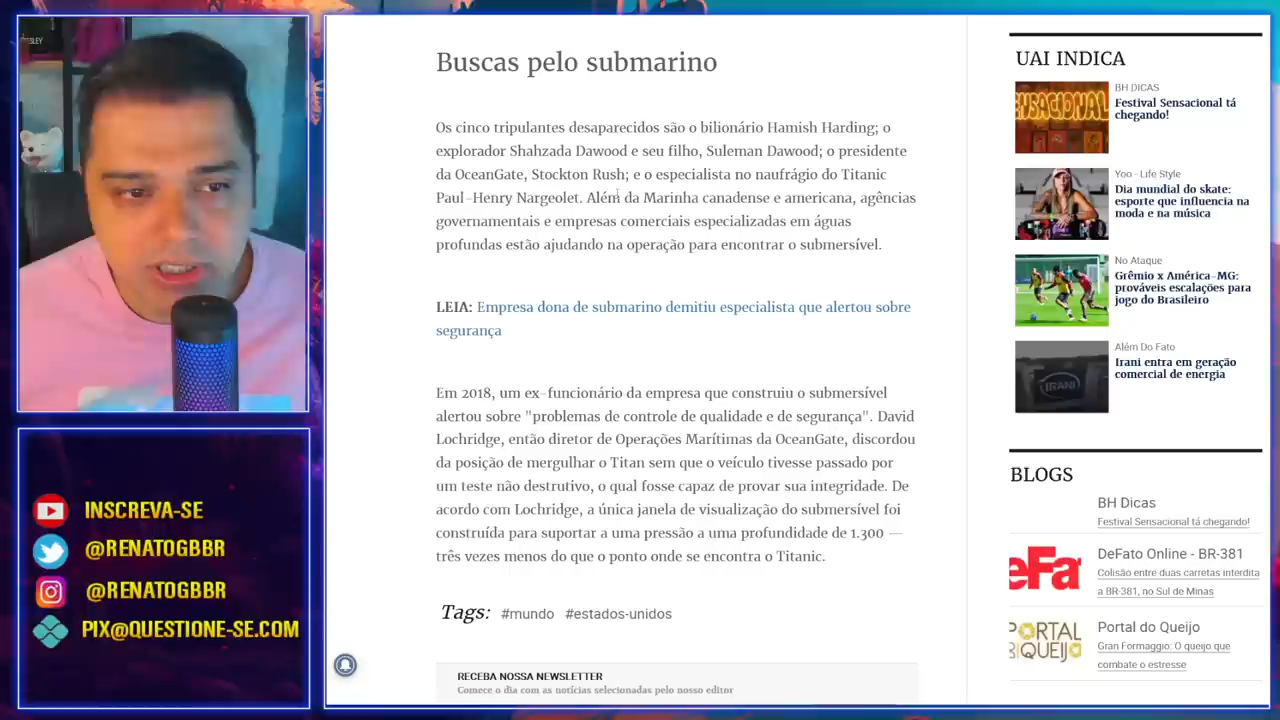 Buscas pelo submarino
Os cinco tripulantes desaparecidos são o bilionário Hamish Harding; o
explorador Shahzada Dawood e seu filho, Suleman Dawood; o presidente
da OceanGate, Stockton Rush; e o especialista no naufrágio do Titanic
Paul-Henry Nargeolet. Além da Marinha canadense e americana, agências
governamentais e empresas comerciais especializadas em águas
profundas estão ajudando na operação para encontrar o submersível.
LEIA: Empresa dona de submarino demitiu especialista que alertou sobre
segurança
Em 2018, um ex-funcionário da empresa que construiu o submersível
alertou sobre "problemas de controle de qualidade e de segurança". David
Lochridge, então diretor de Operações Marítimas da OceanGate, discordou
da posição de mergulhar o Titan sem que o veículo tivesse passado por
um teste não destrutivo, o qual fosse capaz de provar sua integridade. De
acordo com Lochridge, a única janela de visualização do submersível foi
construída para suportar a uma pressão a uma profundidade de 1.300 —
três vezes menos do que o ponto onde se encontra o Titanic.
Tags: #mundo #estados-unidos
RECEBA NOSSA NEWSLETTER
Comece o dia com as notícias selecionadas pelo nosso editor
UAI INDICA
BH DICAS
Festival Sensacional tá
chegando!
Yoo - Life Style
Dia mundial do skate:
esporte que influencia na
moda e na música
No Ataque
Grêmio x América-MG:
prováveis escalações para
jogo do Brasileiro
Além Do Fato
Irani entra em geração
comercial de energia
IRANI
BLOGS
BH Dicas
Festival Sensacional tá chegando!
DeFato Online - BR-381
Colisão entre duas carretas interdita
a BR-381, no Sul de Minas
eFa
Portal do Queijo
Gran Formaggio: O queijo que
combate o estresse
INSCREVA-SE
@RENATOGBBR
@RENATOGBBR
PIX@QUESTIONE-SE.COM